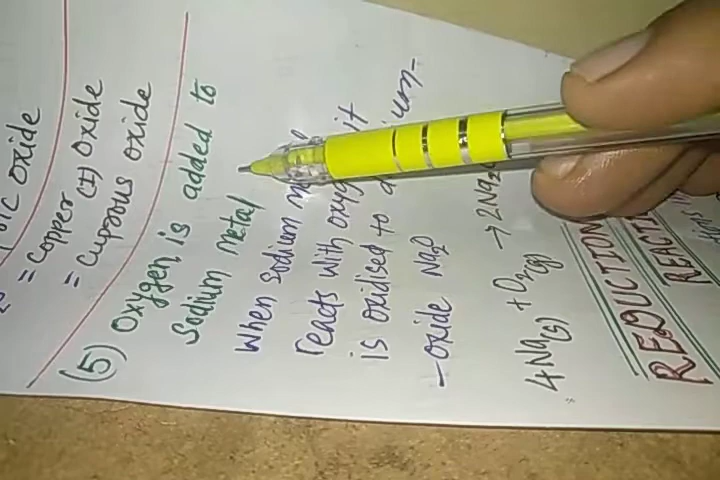 oxide
= Copper (I) oxide
= Cuprous oxide
(5) Oxygen is added to
sodium metal
When sodium
reacts with oxyg it
is oxidised to
-oxide Na2O
4Na(s) + O2(g) → 2Na2
REDUCTION
REACTI